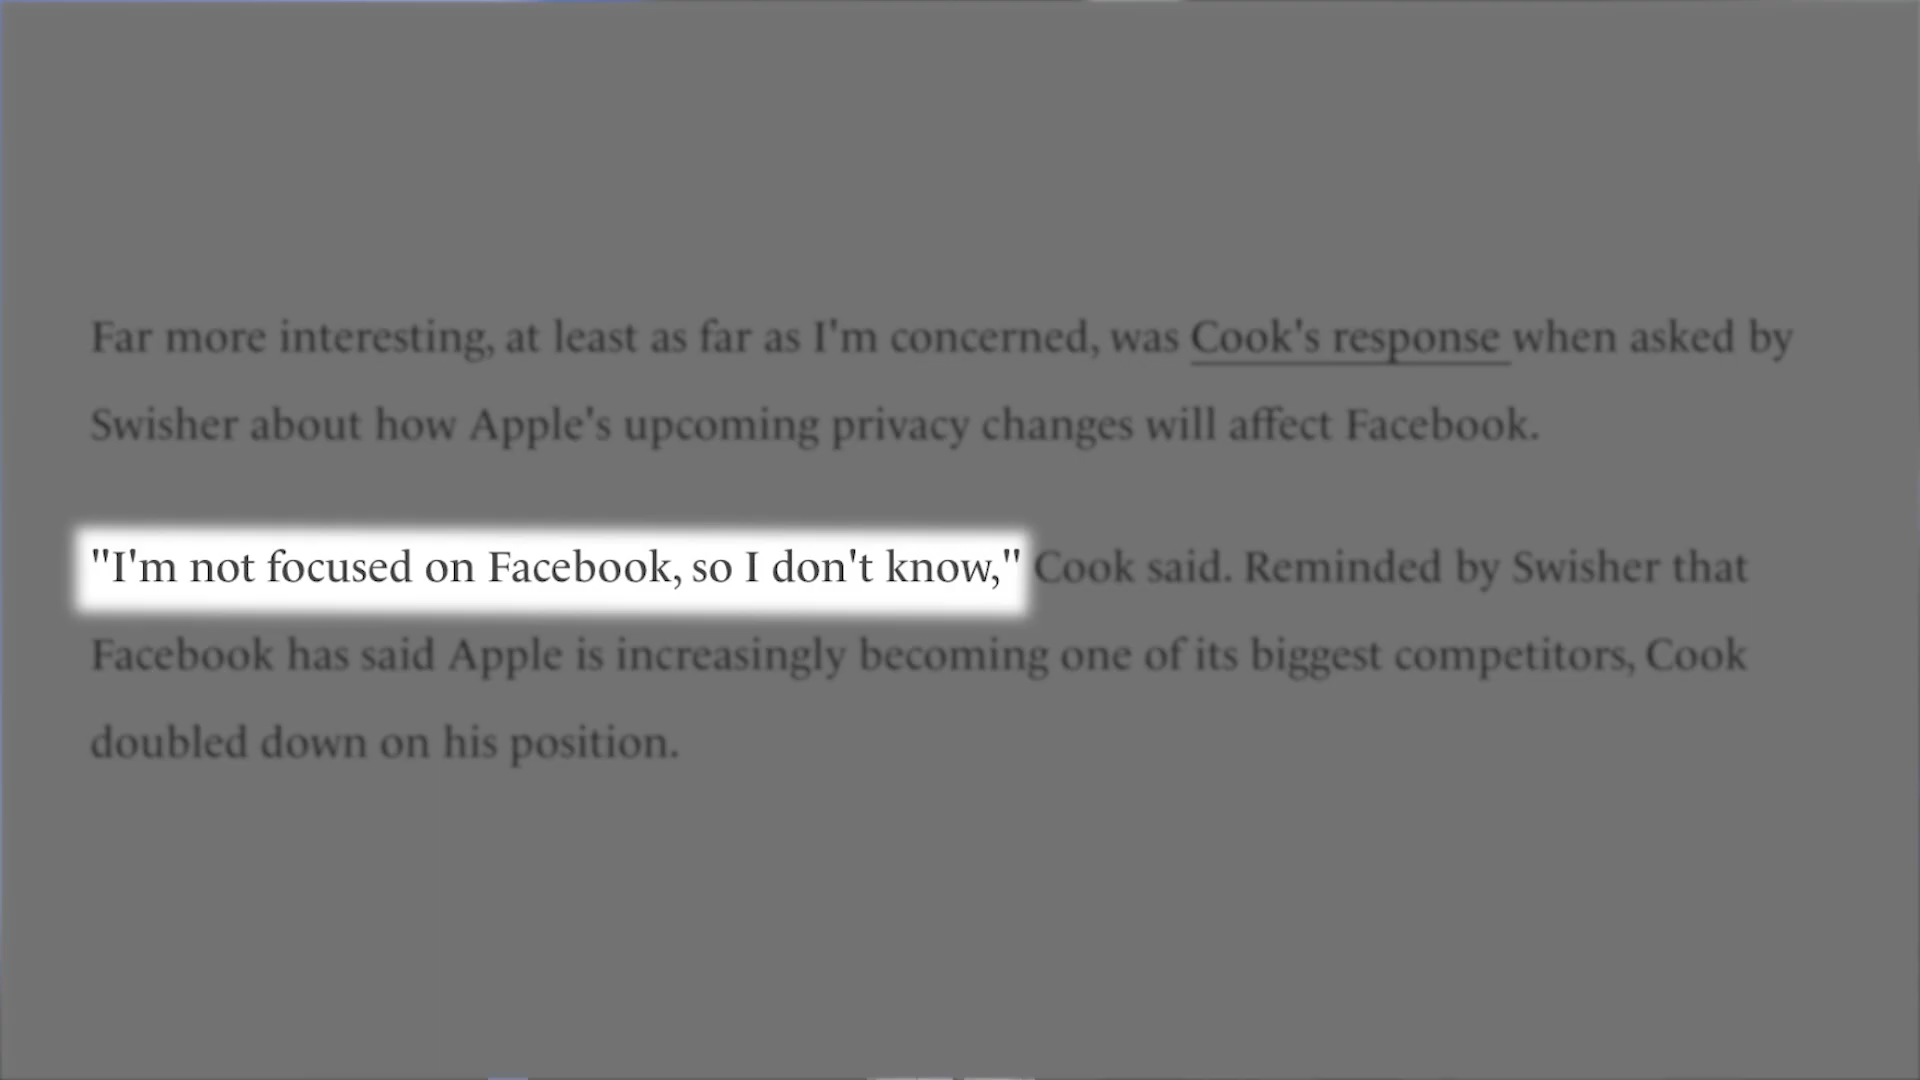 Far more interesting, at least as far as I'm concerned, was Cook's response when asked by
Swisher about how Apple's upcoming privacy changes will affect Facebook.
"I'm not focused on Facebook, so I don't know," Cook said. Reminded by Swisher that
Facebook has said Apple is increasingly becoming one of its biggest competitors, Cook
doubled down on his position.